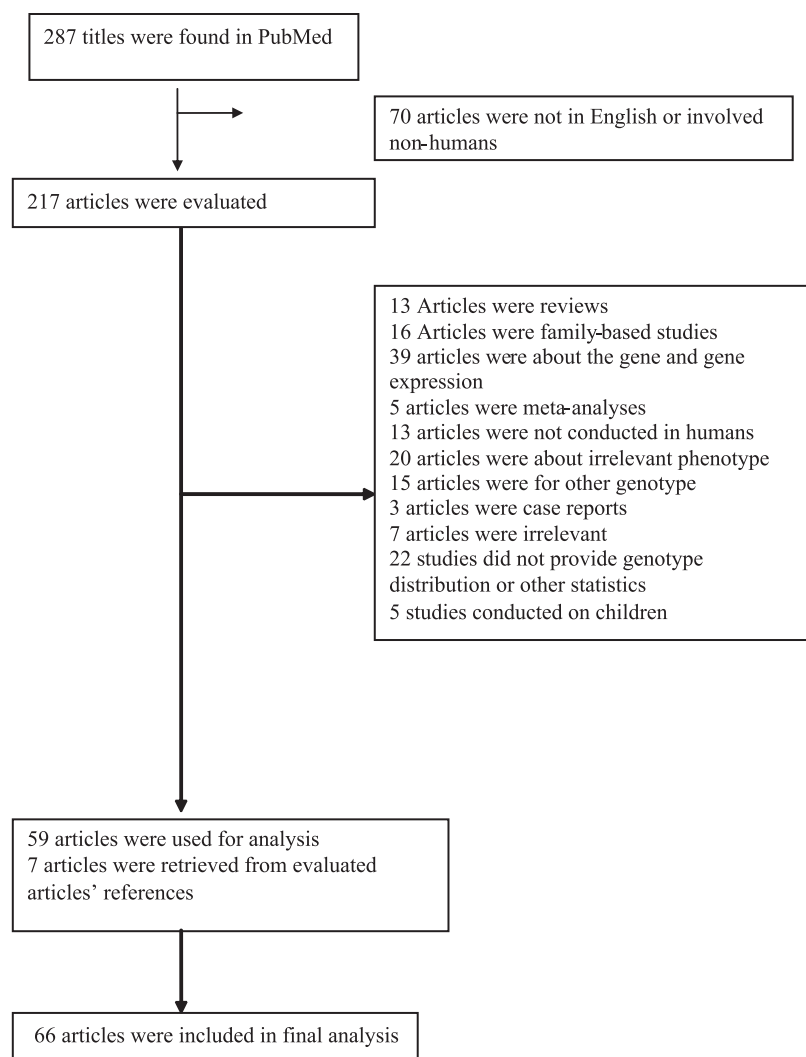 287 titles were found in PubMed
70 articles were not in English or involved
non-humans
217 articles were evaluated
13 Articles were reviews
16 Articles were family-based studies
39 articles were about the gene and gene
expression
5 articles were meta-analyses
13 articles were not conducted in humans
20 articles were about irrelevant phenotype
15 articles were for other genotype
3 articles were case reports
7 articles were irrelevant
22 studies did not provide genotype
distribution or other statistics
5 studies conducted on children
59 articles were used for analysis
7 articles were retrieved from evaluated
articles’ references
66 articles were included in final analysis